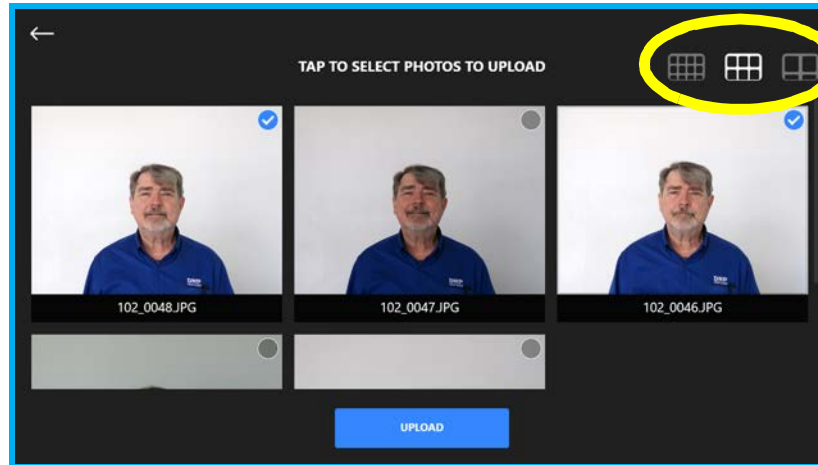 TAP TO SELECT PHOTOS TO UPLOAD
102_0048.JPG
102_0047.JPG
102_0046.JPG
UPLOAD